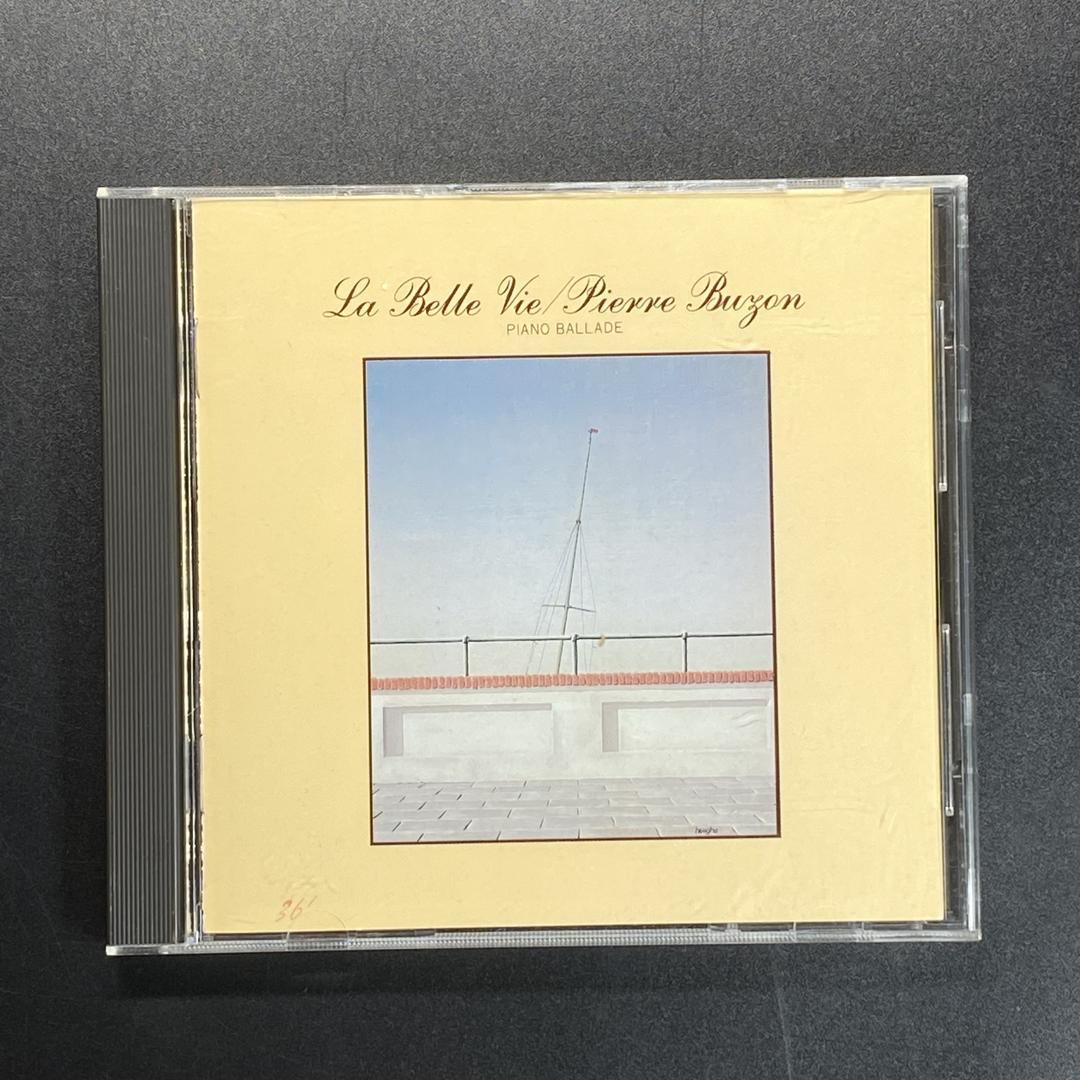 La Belle Vie/Pierre Buzon
PIANO BALLADE
36'